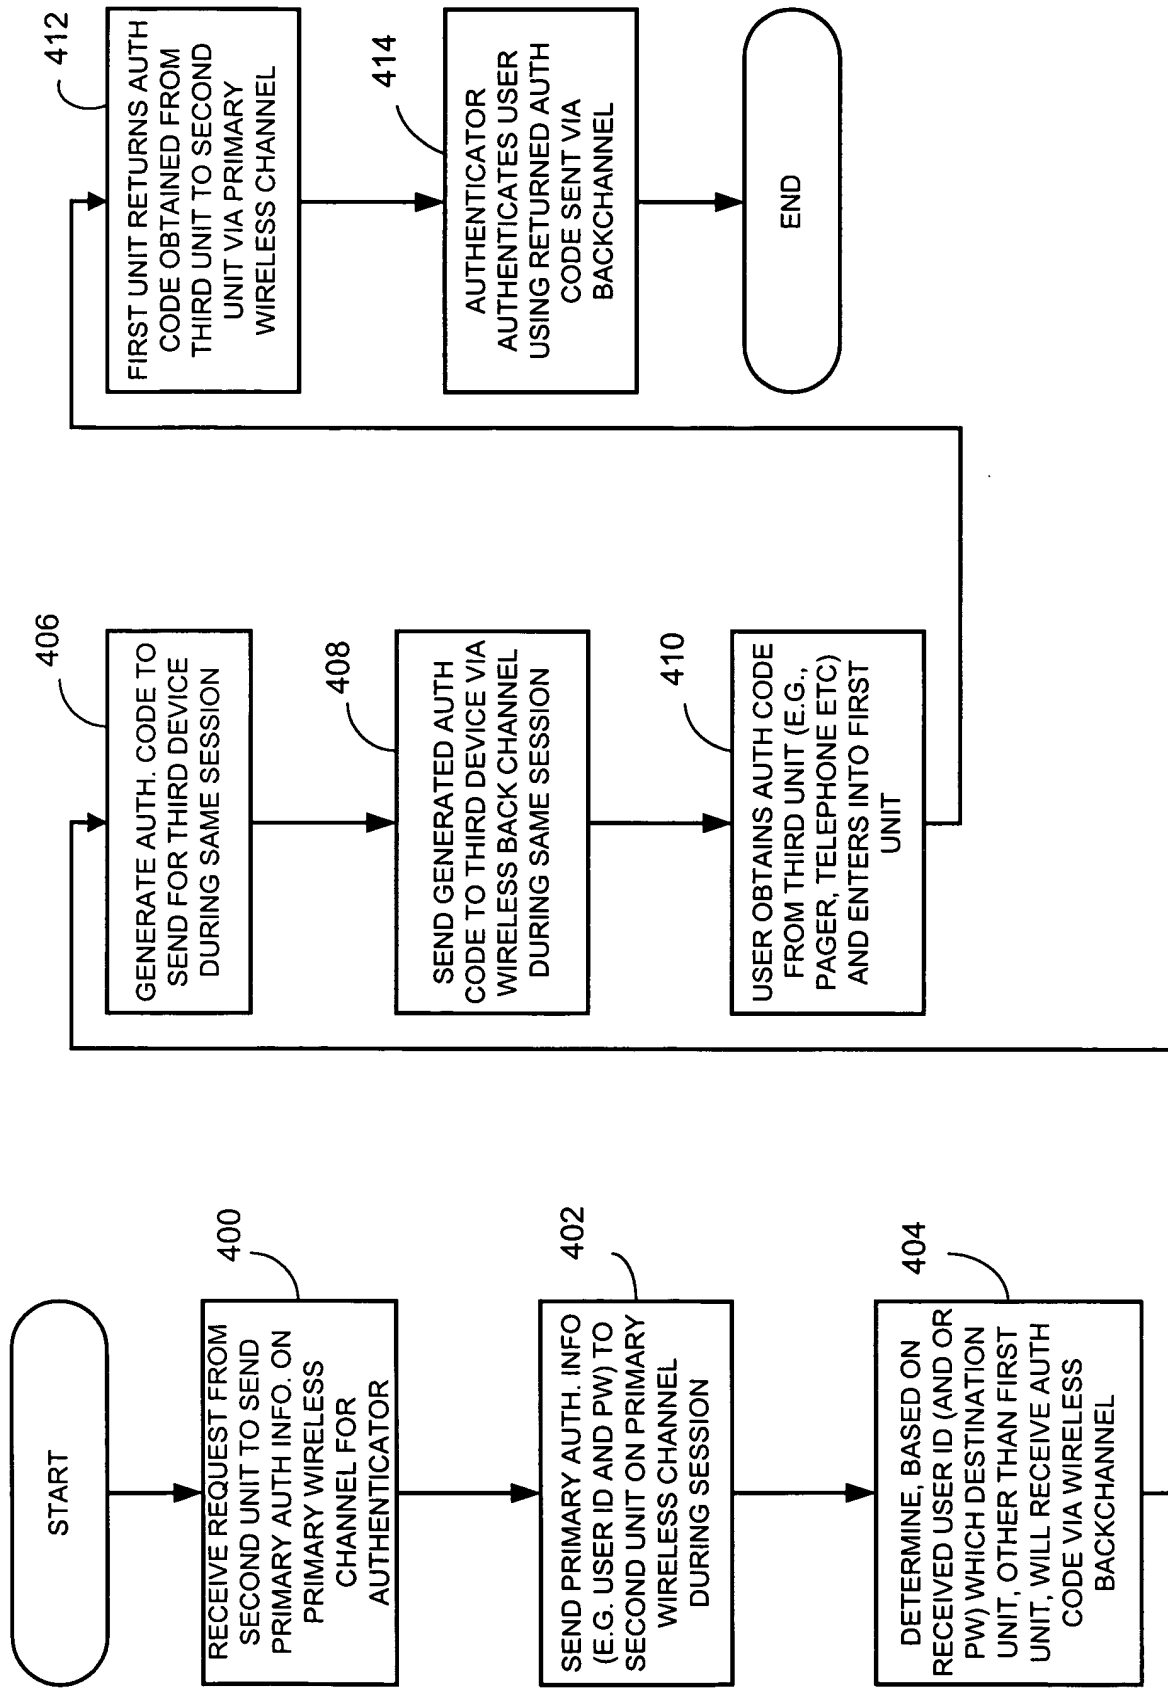 START
400
RECEIVE REQUEST FROM
SECOND UNIT TO SEND
PRIMARY AUTH INFO. ON
PRIMARY WIRELESS
CHANNEL FOR
AUTHENTICATOR
402
SEND PRIMARY AUTH. INFO
(E.G. USER ID AND PW) TO
SECOND UNIT ON PRIMARY
WIRELESS CHANNEL
DURING SESSION
404
DETERMINE, BASED ON
RECEIVED USER ID (AND OR
PW) WHICH DESTINATION
UNIT, OTHER THAN FIRST
UNIT, WILL RECEIVE AUTH
CODE VIA WIRELESS
BACKCHANNEL
406
GENERATE AUTH. CODE TO
SEND FOR THIRD DEVICE
DURING SAME SESSION
408
SEND GENERATED AUTH
CODE TO THIRD DEVICE VIA
WIRELESS BACK CHANNEL
DURING SAME SESSION
410
USER OBTAINS AUTH CODE
FROM THIRD UNIT (E.G.,
PAGER, TELEPHONE ETC)
AND ENTERS INTO FIRST
UNIT
412
FIRST UNIT RETURNS AUTH
CODE OBTAINED FROM
THIRD UNIT TO SECOND
UNIT VIA PRIMARY
WIRELESS CHANNEL
414
AUTHENTICATOR
AUTHENTICATES USER
USING RETURNED AUTH
CODE SENT VIA
BACKCHANNEL
END